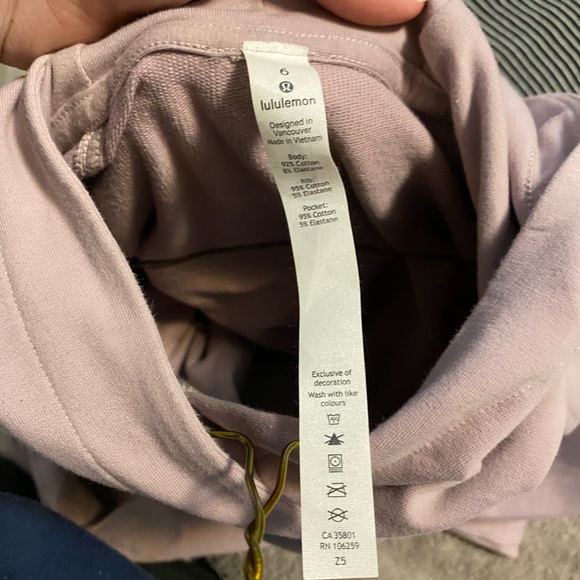 6
lululemon
Designed in
Vancouver
Made in Vietnam
Body:
92% Cotton
8% Elastane
Rib:
95% Cotton
5% Elastane
Pocket:
95% Cotton
5% Elastane
Exclusive of
decoration
Wash with like
colours
CA 35801
RN 106259
Z5